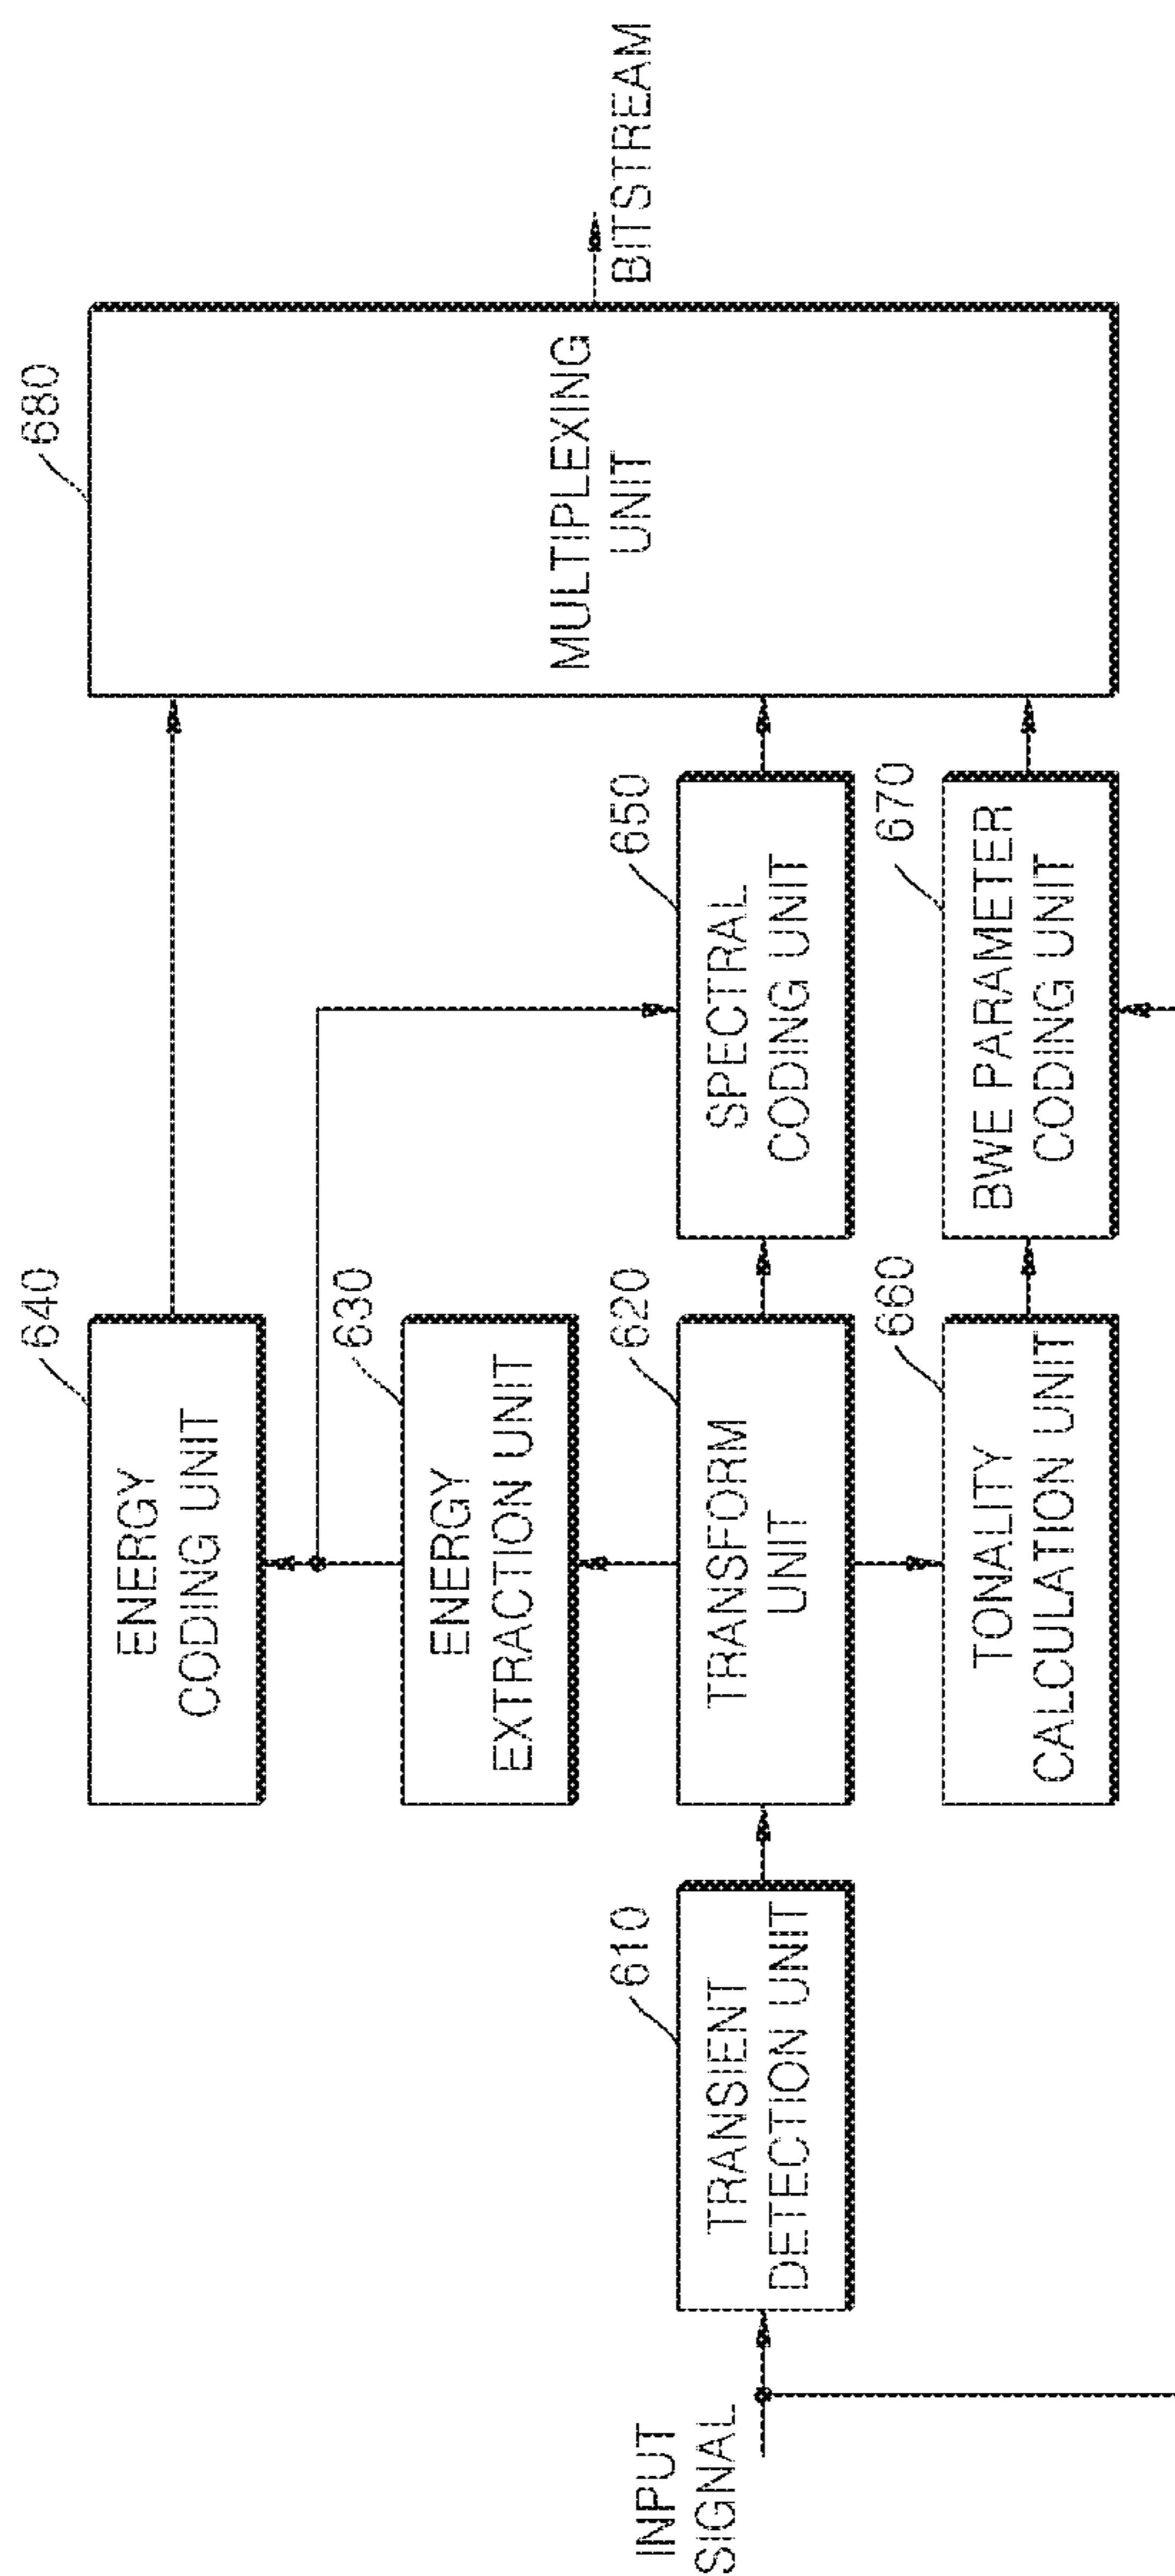 640
ENERGY
CODING UNIT
680
MULTIPLEXING
UNIT
BITSTREAM
630
ENERGY
EXTRACTION UNIT
INPUT
SIGNAL
610
TRANSIENT
DETECTION UNIT
620
TRANSFORM
UNIT
650
SPECTRAL
CODING UNIT
660
TONALITY
CALCULATION UNIT
670
BWE PARAMETER
CODING UNIT